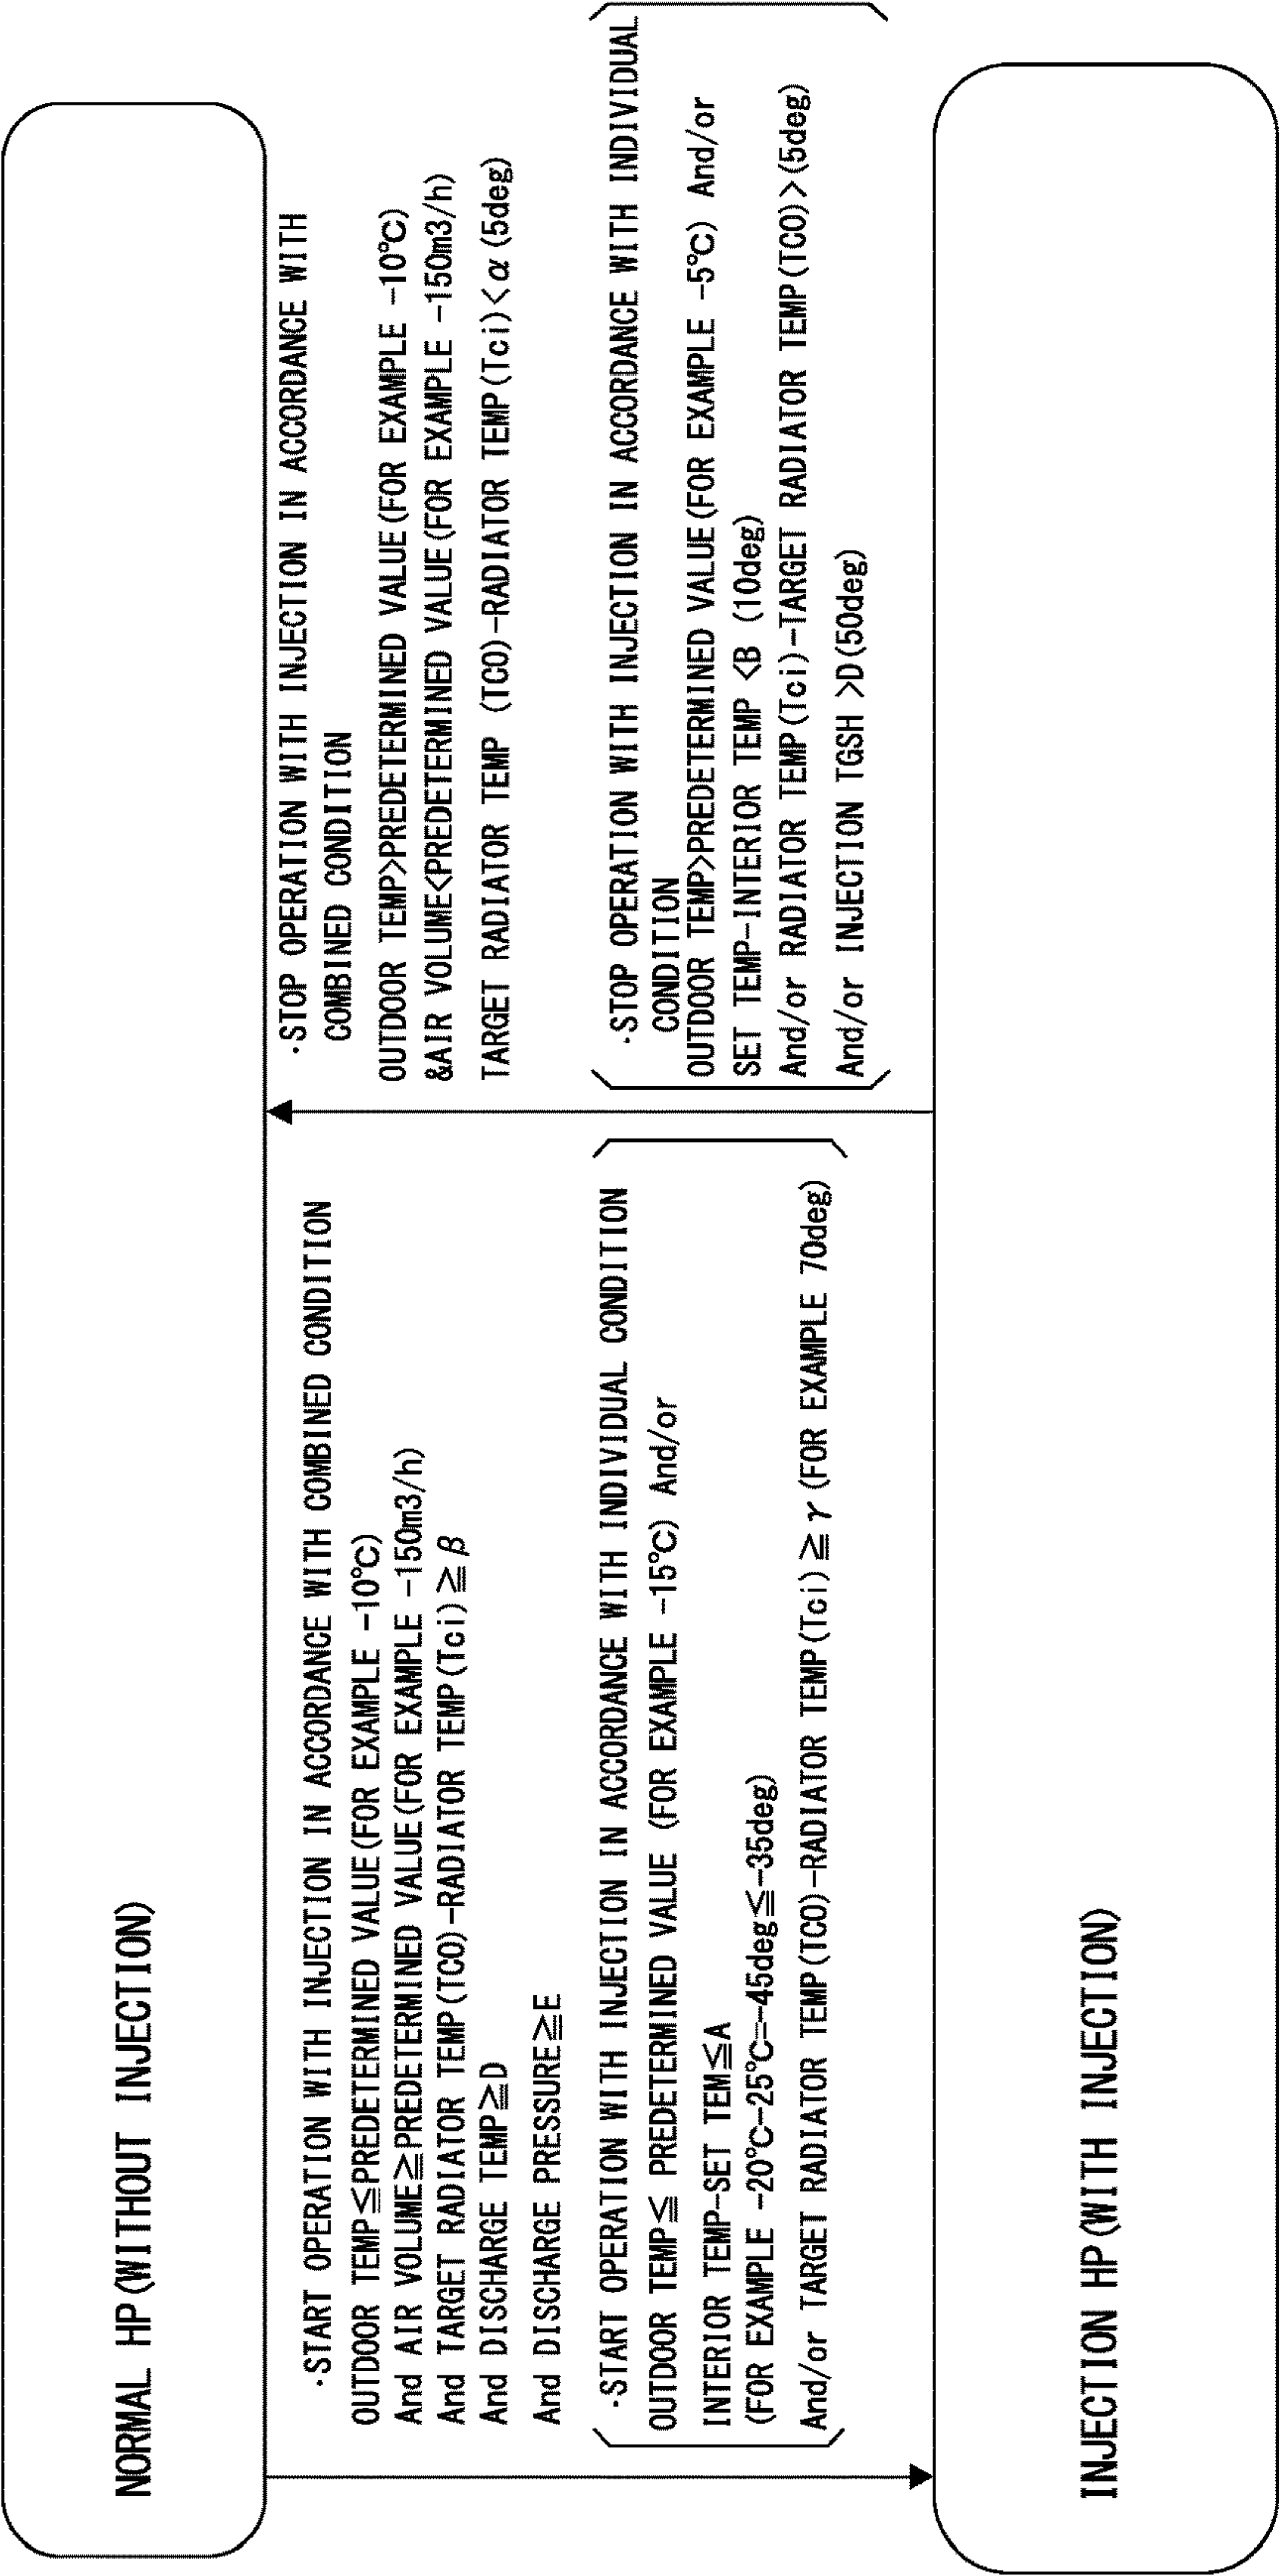 NORMAL HP(WITHOUT INJECTION)
·START OPERATION WITH INJECTION IN ACCORDANCE WITH COMBINED CONDITION
OUTDOOR TEMP≦PREDETERMINED VALUE(FOR EXAMPLE -10℃)
And AIR VOLUME≧PREDETERMINED VALUE(FOR EXAMPLE -150m3/h)
And TARGET RADIATOR TEMP(TCO)-RADIATOR TEMP(Tci)≧β
And DISCHARGE TEMP≧D
And DISCHARGE PRESSURE≧E
·START OPERATION WITH INJECTION IN ACCORDANCE WITH INDIVIDUAL CONDITION
OUTDOOR TEMP≦ PREDETERMINED VALUE (FOR EXAMPLE -15℃) And/or
INTERIOR TEMP-SET TEM≦A
(FOR EXAMPLE -20℃-25℃=-45deg≦-35deg)
And/or TARGET RADIATOR TEMP(TCO)-RADIATOR TEMP(Tci)≧γ(FOR EXAMPLE 70deg)
·STOP OPERATION WITH INJECTION IN ACCORDANCE WITH
COMBINED CONDITION
OUTDOOR TEMP>PREDETERMINED VALUE(FOR EXAMPLE -10℃)
&AIR VOLUME<PREDETERMINED VALUE(FOR EXAMPLE -150m3/h)
TARGET RADIATOR TEMP (TCO)-RADIATOR TEMP(Tci)<α(5deg)
·STOP OPERATION WITH INJECTION IN ACCORDANCE WITH INDIVIDUAL
CONDITION
OUTDOOR TEMP>PREDETERMINED VALUE(FOR EXAMPLE -5℃) And/or
SET TEMP-INTERIOR TEMP <B (10deg)
And/or RADIATOR TEMP(Tci)-TARGET RADIATOR TEMP(TCO)>(5deg)
And/or INJECTION TGSH >D(50deg)
INJECTION HP(WITH INJECTION)